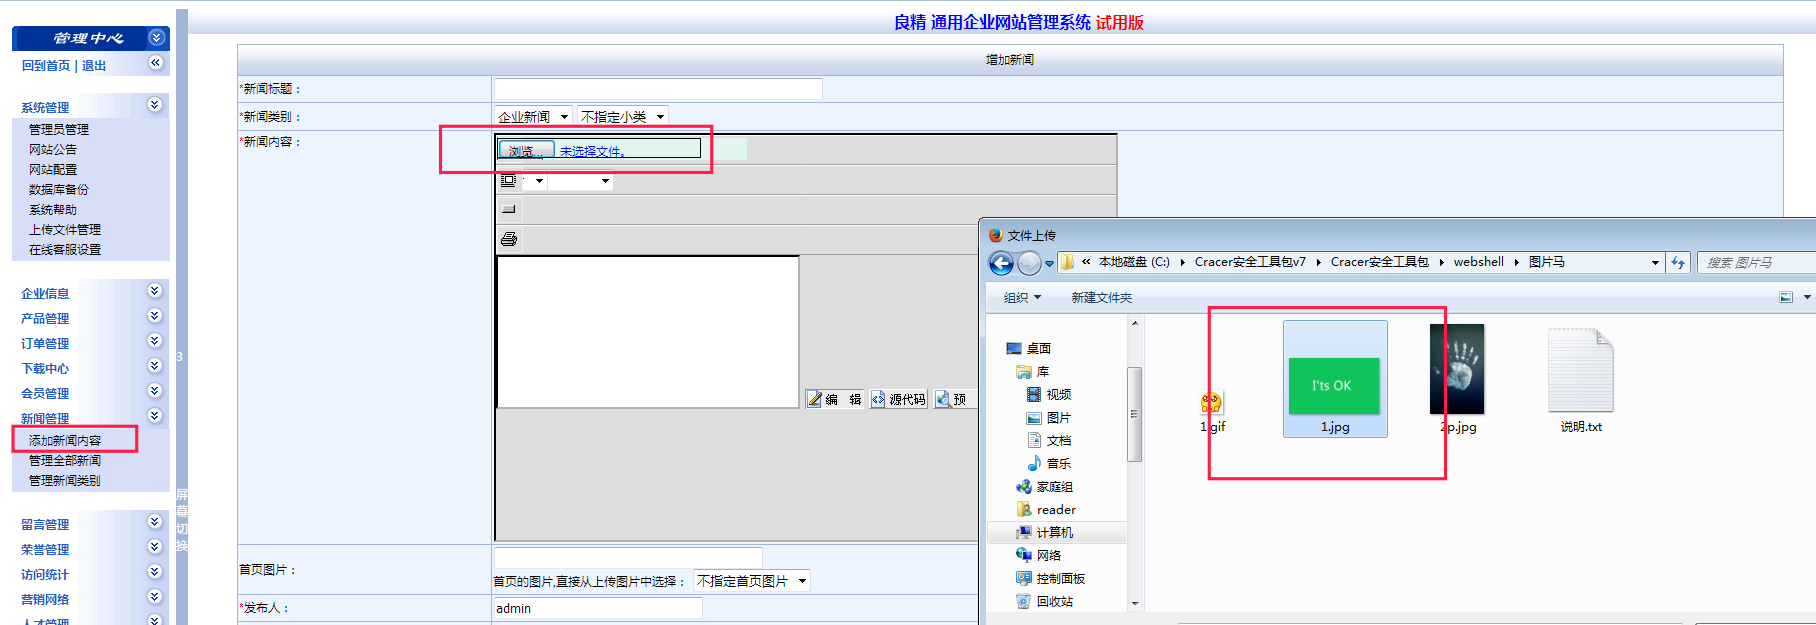 良精 通用企业网站管理系统 试用版
管理中心
回到首页 | 退出
系统管理
管理员管理
网站公告
网站配置
数据库备份
系统帮助
上传文件管理
在线客服设置
企业信息
产品管理
订单管理
下载中心
会员管理
新闻管理
添加新闻内容
管理全部新闻
管理新闻类别
留言管理
荣誉管理
访问统计
营销网络
人才管理
3
屏幕切换
增加新闻
*新闻标题：
*新闻类别：
企业新闻
不指定小类
*新闻内容：
浏览...
未选择文件。
编 辑
源代码
预
首页图片：
首页的图片,直接从上传图片中选择：
不指定首页图片
*发布人：
admin
文件上传
« 本地磁盘 (C:)
Cracer安全工具包v7
Cracer安全工具包
webshell
图片马
搜索 图片马
组织
新建文件夹
桌面
库
视频
图片
文档
音乐
家庭组
reader
计算机
网络
控制面板
回收站
I'ts OK
1.gif
1.jpg
2p.jpg
说明.txt